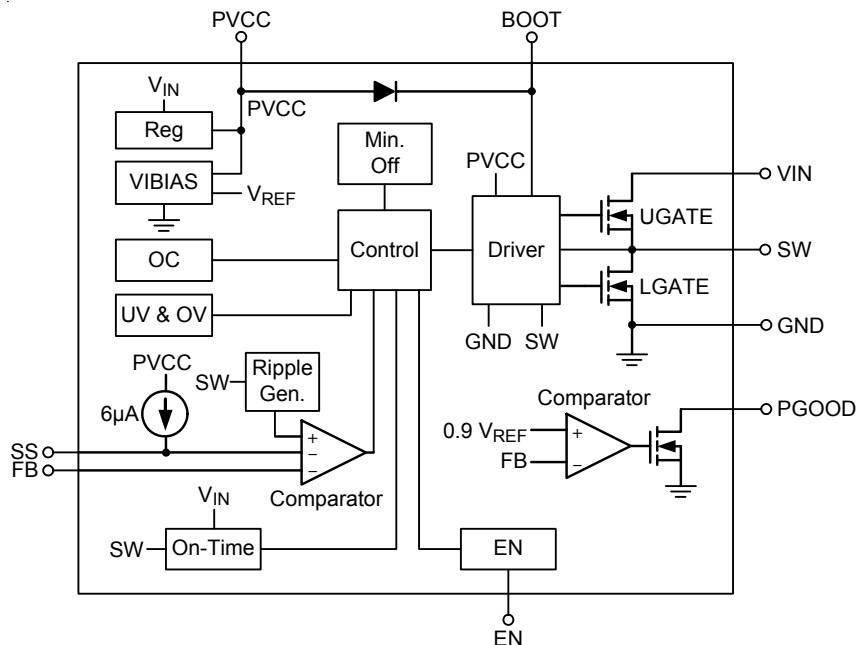 PVCC
BOOT
VIN
PVCC
Reg
Min.
Off
VIBIAS
VREF
PVCC
VIN
UGATE
OC
Control
Driver
SW
LGATE
UV & OV
GND
SW
GND
PVCC
SW
Ripple
Gen.
6µA
Comparator
PGOOD
0.9 VREF
+
FB
−
SS
FB
+
−
−
Comparator
VIN
SW
On-Time
EN
EN